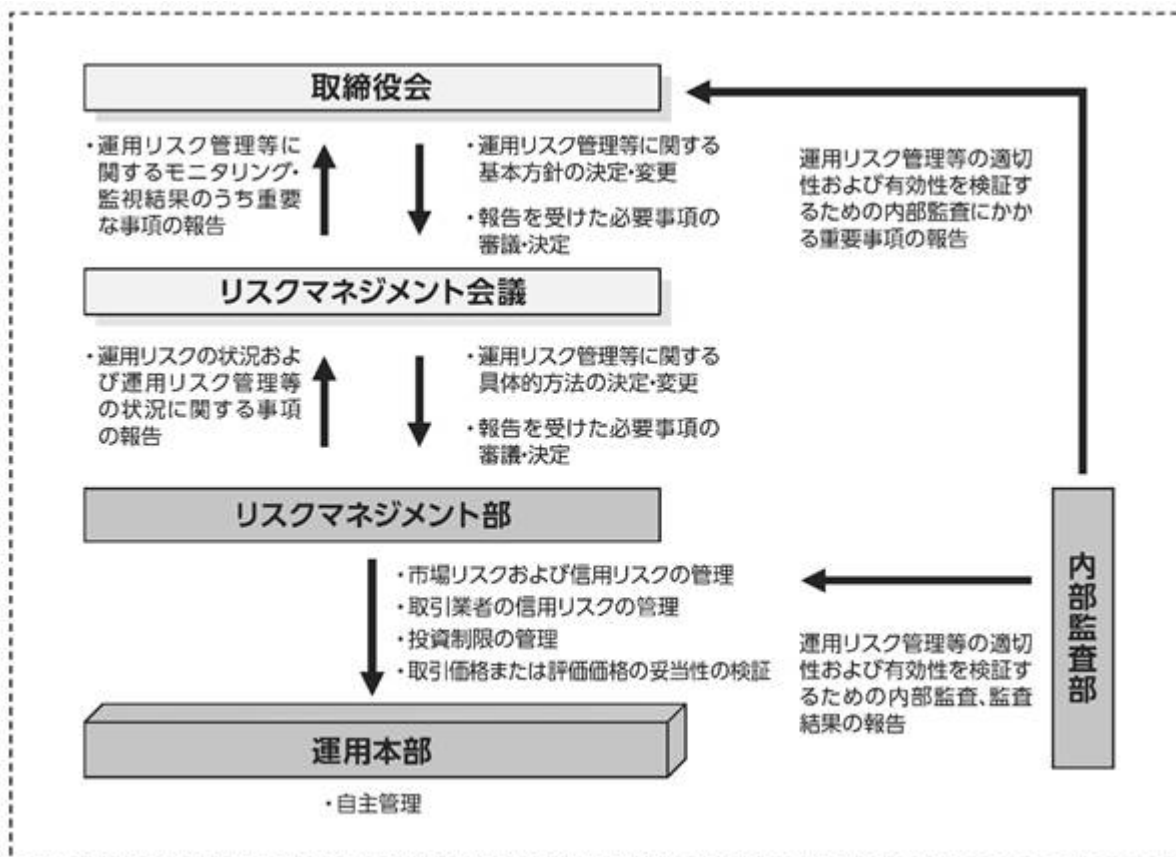 取締役会
・運用リスク管理等に
関するモニタリング・
監視結果のうち重要
な事項の報告
・運用リスク管理等に関する
基本方針の決定・変更
・報告を受けた必要事項の
審議・決定
運用リスク管理等の適切
性および有効性を検証す
るための内部監査にかか
る重要事項の報告
リスクマネジメント会議
・運用リスクの状況およ
び運用リスク管理等
の状況に関する事項
の報告
・運用リスク管理等に関する
具体的方法の決定・変更
・報告を受けた必要事項の
審議・決定
リスクマネジメント部
・市場リスクおよび信用リスクの管理
・取引業者の信用リスクの管理
・投資制限の管理
・取引価格または評価価格の妥当性の検証
内部監査部
運用リスク管理等の適切
性および有効性を検証す
るための内部監査、監査
結果の報告
運用本部
・自主管理